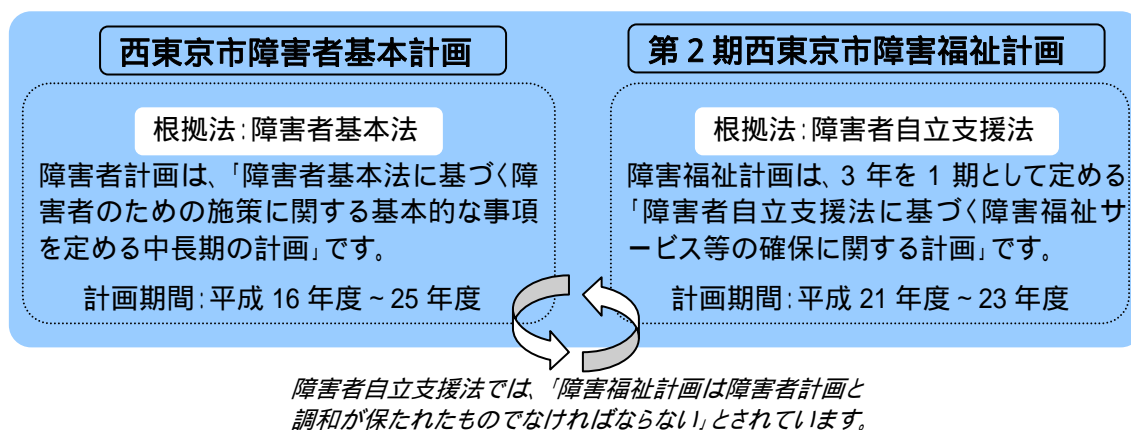 西東京市障害者基本計画
根拠法:障害者基本法
障害者計画は、「障害者基本法に基づく障
害者のための施策に関する基本的な事項
を定める中長期の計画」です。
計画期間:平成 16 年度~25 年度
第2期西東京市障害福祉計画
根拠法:障害者自立支援法
障害福祉計画は、3 年を 1 期として定める
「障害者自立支援法に基づく障害福祉サ
ービス等の確保に関する計画」です。
計画期間:平成 21 年度~23 年度
障害者自立支援法では、「障害福祉計画は障害者計画と
調和が保たれたものでなければならない」とされています。